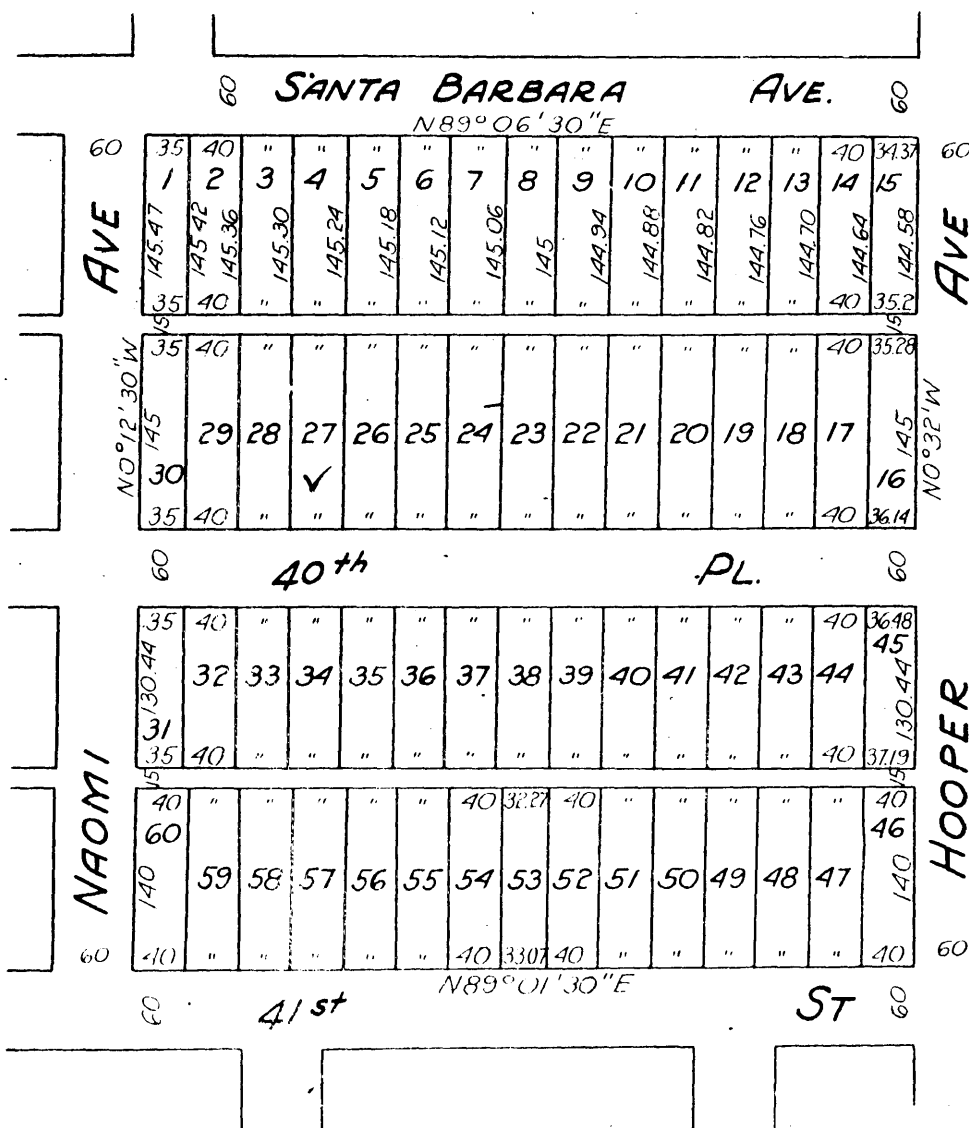 60 SANTA BARBARA AVE. 60
N89°06'30"E
60 35 40 " " " " " " " " " " " 40 34.37 60
1 2 3 4 5 6 7 8 9 10 11 12 13 14 15
145.47 145.42 145.36 145.30 145.24 145.18 145.12 145.06 145 144.94 144.88 144.82 144.76 144.70 144.64 144.58
AVE AVE
35 40 " " " " " " " " " " " 40 35.2
15 15
35 40 " " " " " " " " " " " 40 35.28
N0°12'30"W 145 145 N0°32'W
29 28 27 26 25 24 23 22 21 20 19 18 17
30 ✓ 16
35 40 " " " " " " " " " " " 40 36.14
60 40th PL. 60
35 40 " " " " " " " " " " " 40 36.48
45
130.44 32 33 34 35 36 37 38 39 40 41 42 43 44 130.44
31
35 40 " " " " " " " " " " " 40 37.19
15 15
NAOMI HOOPER
40 " " " " " 40 32.27 40 " " " " " 40
60 46
140 59 58 57 56 55 54 53 52 51 50 49 48 47 140
60 40 " " " " " 40 33.07 40 " " " " " 40 60
N89°01'30"E
60 41st ST 60